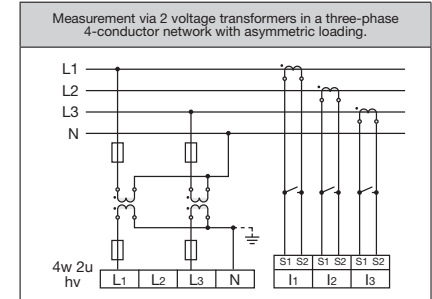 Measurement via 2 voltage transformers in a three-phase
4-conductor network with asymmetric loading.
L1
L2
L3
N
4w 2u
hv
L1 L2 L3 N
S1 S2 S1 S2 S1 S2
I1 I2 I3